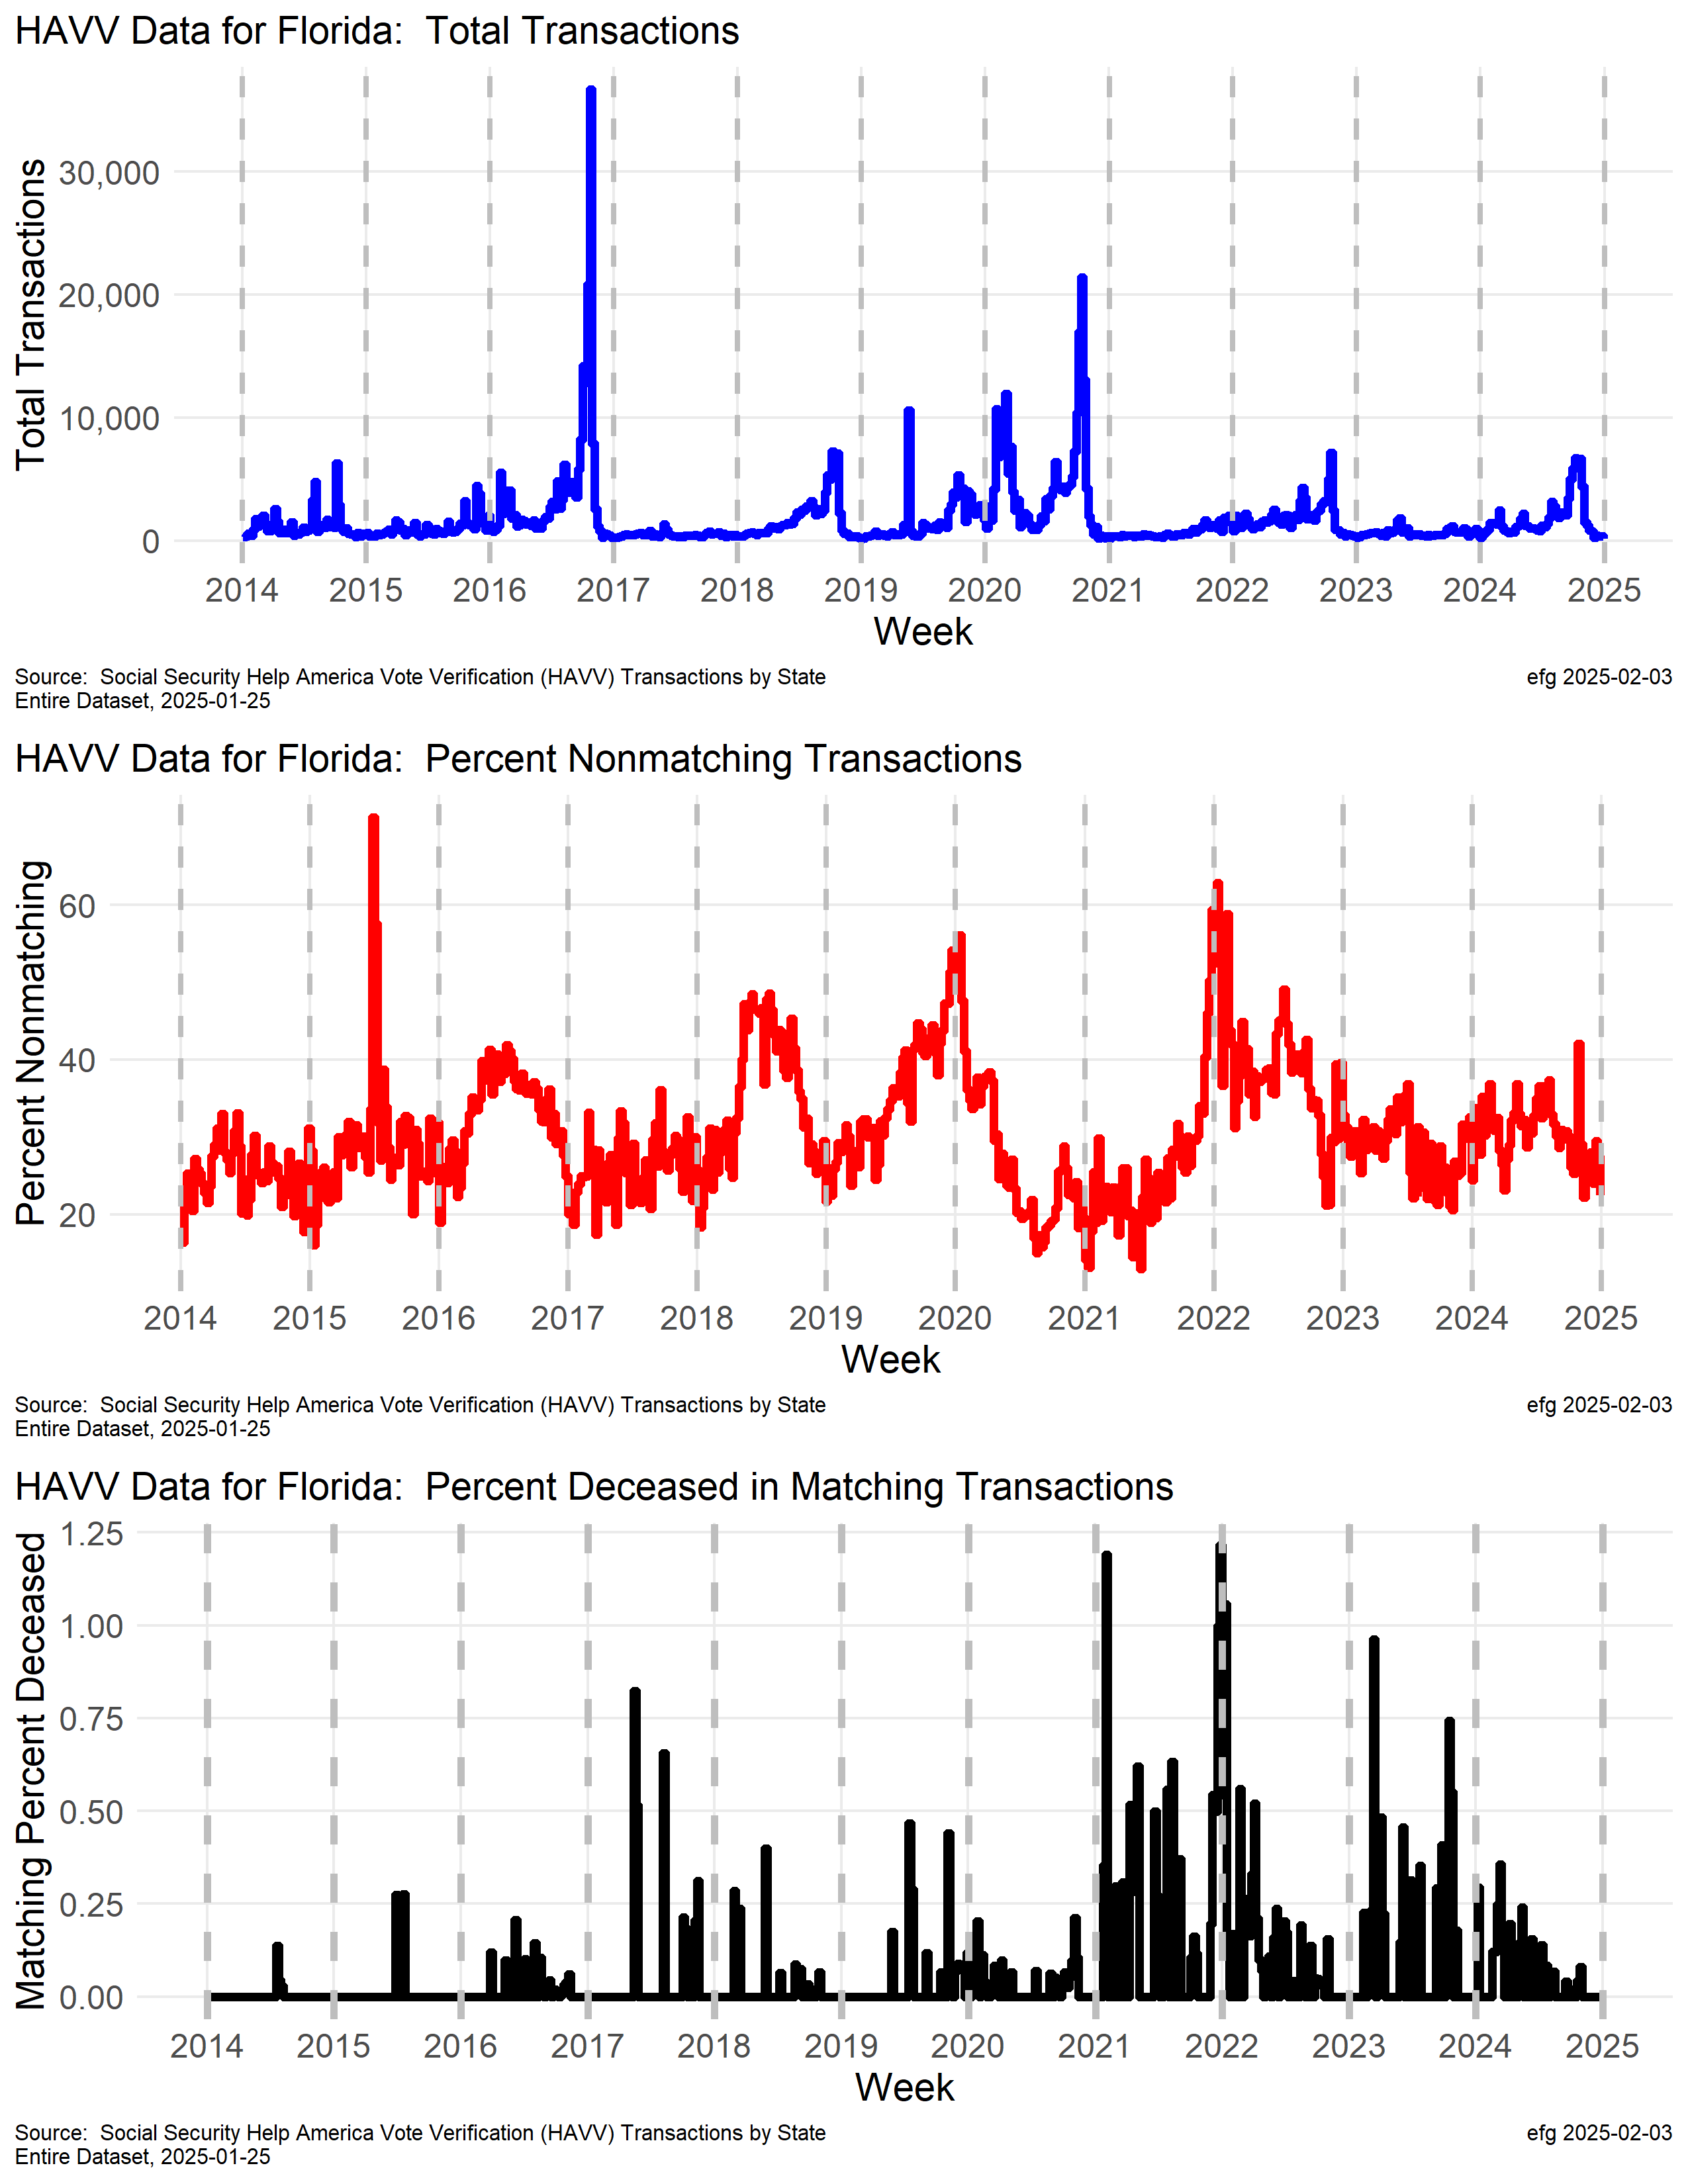 HAVV Data for Florida:  Total Transactions
Total Transactions
30,000
20,000
10,000
0
2014 2015 2016 2017 2018 2019 2020 2021 2022 2023 2024 2025
Week
Source:  Social Security Help America Vote Verification (HAVV) Transactions by State
Entire Dataset, 2025-01-25
efg 2025-02-03
HAVV Data for Florida:  Percent Nonmatching Transactions
Percent Nonmatching
60
40
20
2014 2015 2016 2017 2018 2019 2020 2021 2022 2023 2024 2025
Week
Source:  Social Security Help America Vote Verification (HAVV) Transactions by State
Entire Dataset, 2025-01-25
efg 2025-02-03
HAVV Data for Florida:  Percent Deceased in Matching Transactions
Matching Percent Deceased
1.25
1.00
0.75
0.50
0.25
0.00
2014 2015 2016 2017 2018 2019 2020 2021 2022 2023 2024 2025
Week
Source:  Social Security Help America Vote Verification (HAVV) Transactions by State
Entire Dataset, 2025-01-25
efg 2025-02-03